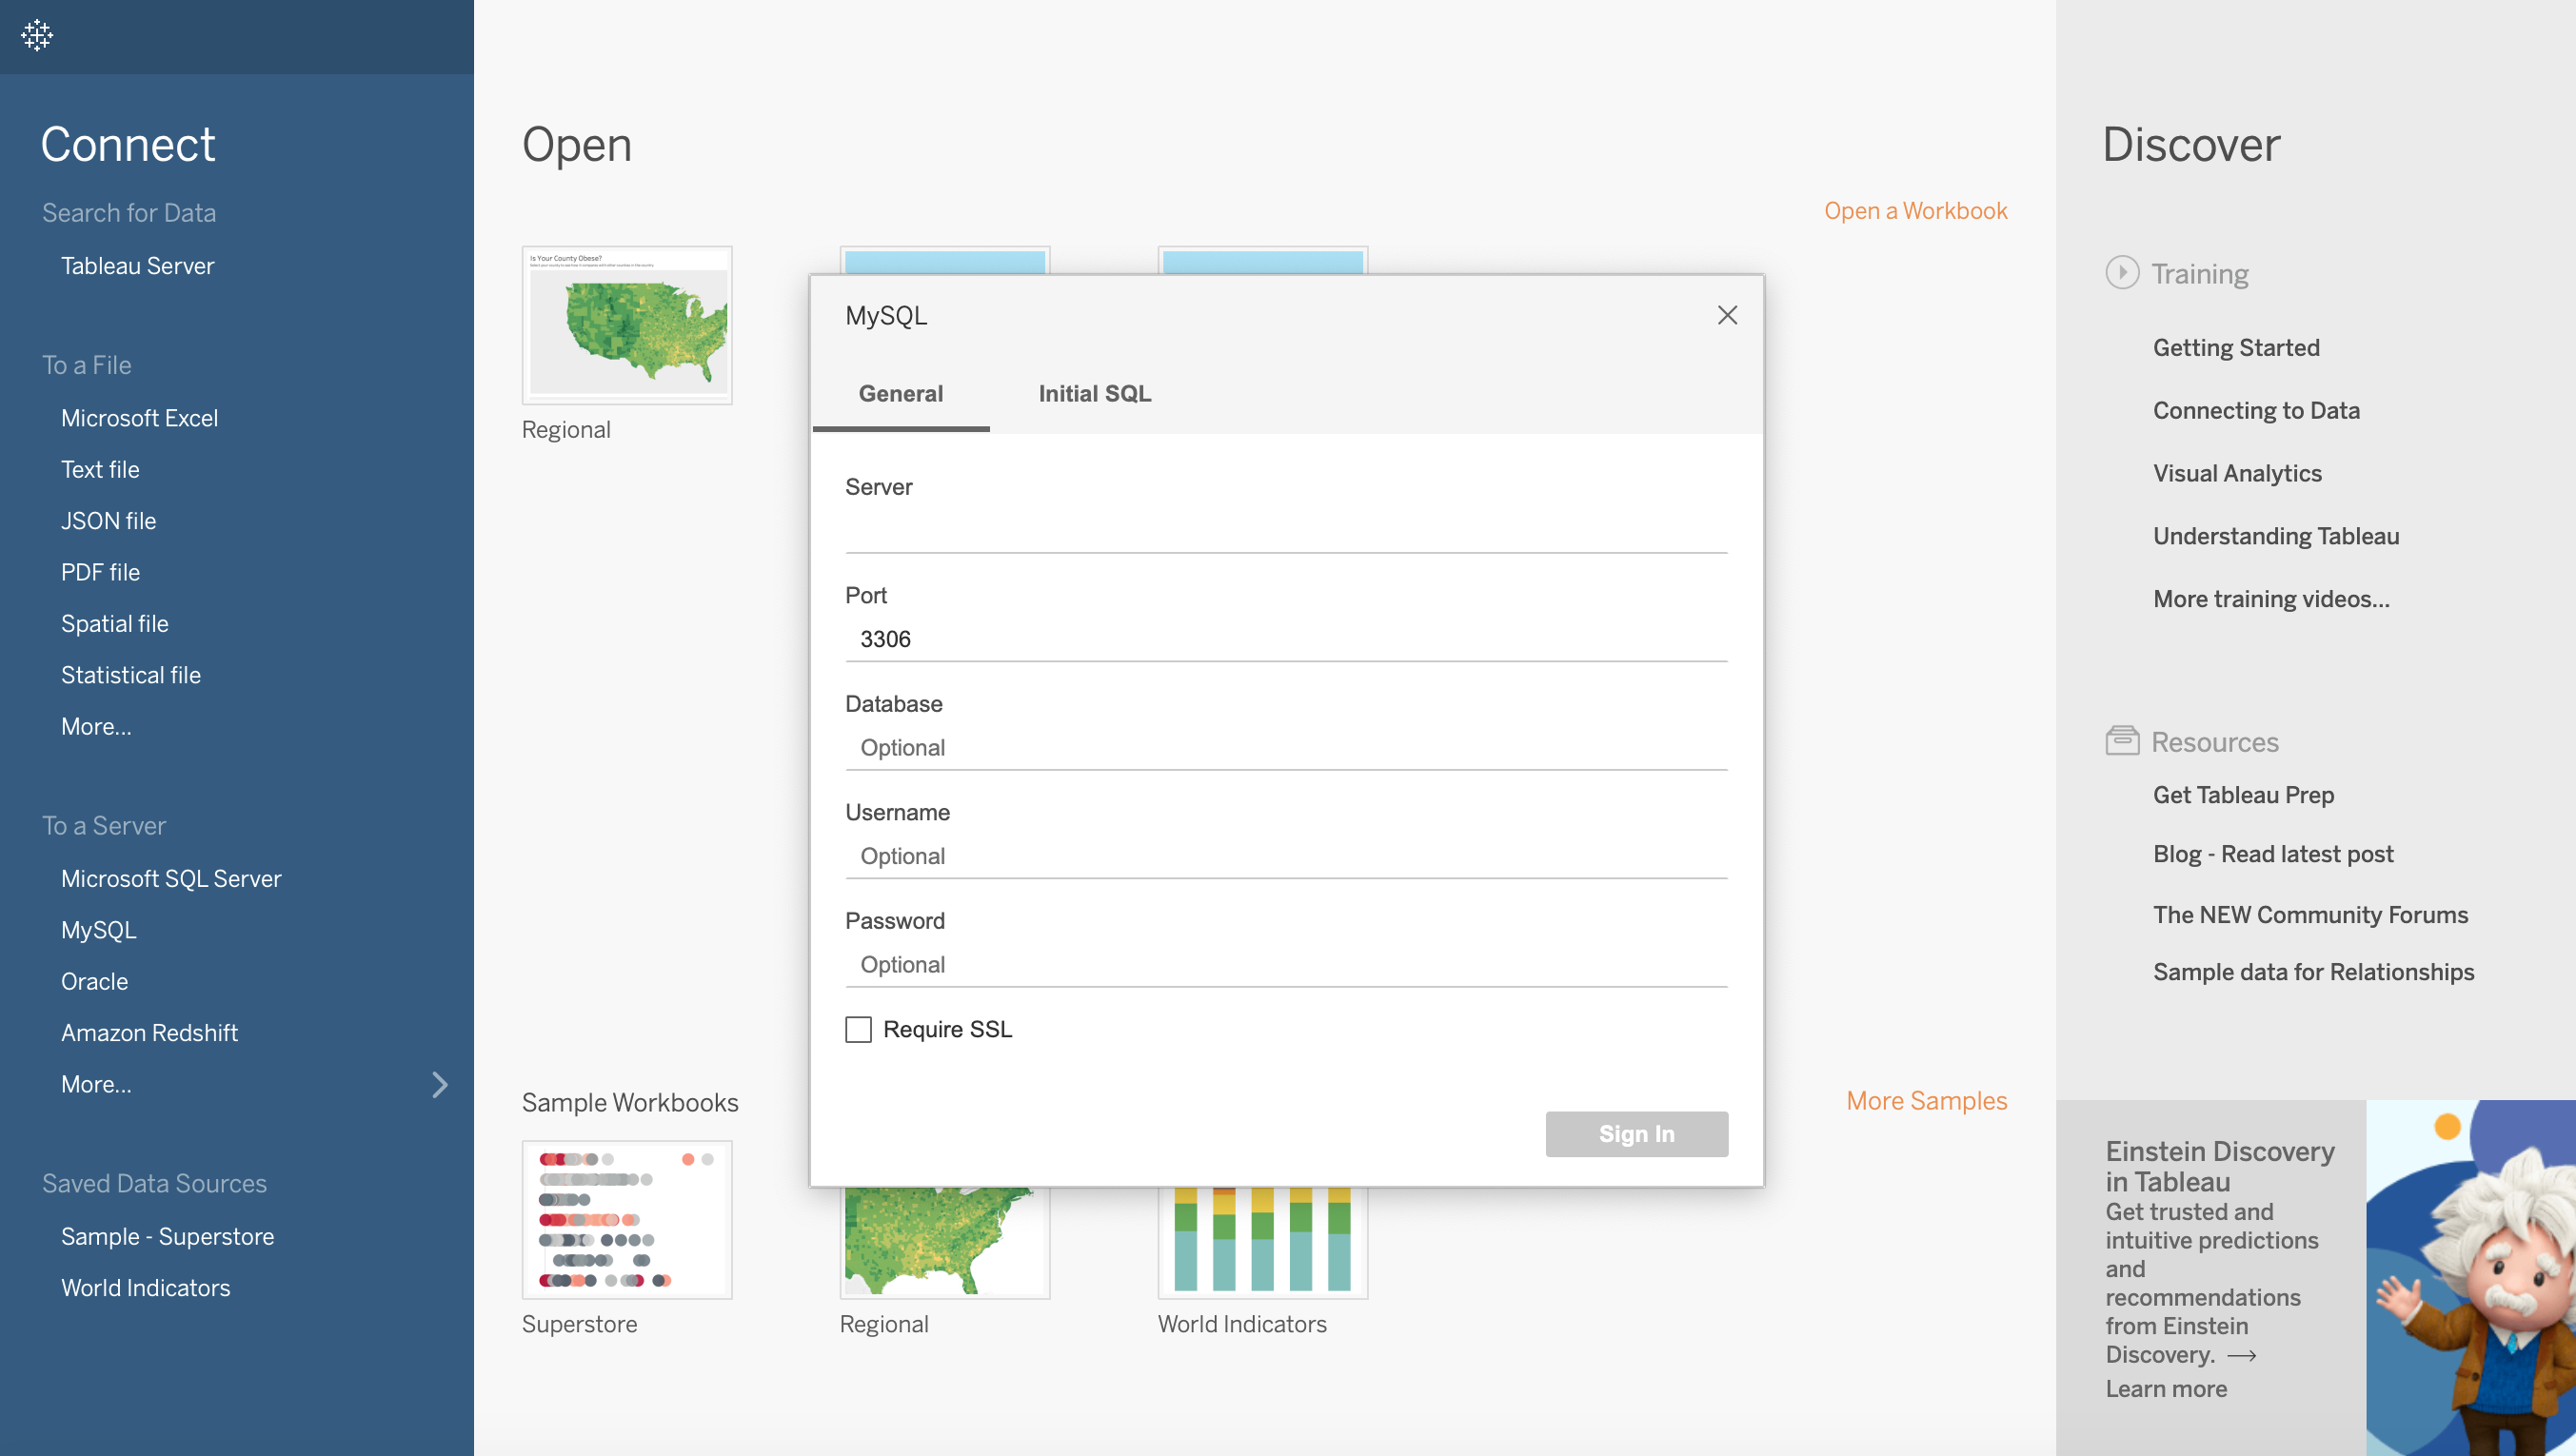 Connect
Search for Data
Tableau Server
To a File
Microsoft Excel
Text file
JSON file
PDF file
Spatial file
Statistical file
More...
To a Server
Microsoft SQL Server
MySQL
Oracle
Amazon Redshift
More...
Saved Data Sources
Sample - Superstore
World Indicators
Open
Open a Workbook
Is Your County Obese?
Regional
MySQL
General
Initial SQL
Server
Port
3306
Database
Optional
Username
Optional
Password
Optional
Require SSL
Sign In
Sample Workbooks
More Samples
Superstore
Regional
World Indicators
Discover
Training
Getting Started
Connecting to Data
Visual Analytics
Understanding Tableau
More training videos...
Resources
Get Tableau Prep
Blog - Read latest post
The NEW Community Forums
Sample data for Relationships
Einstein Discovery
in Tableau
Get trusted and
intuitive predictions
and
recommendations
from Einstein
Discovery. →
Learn more